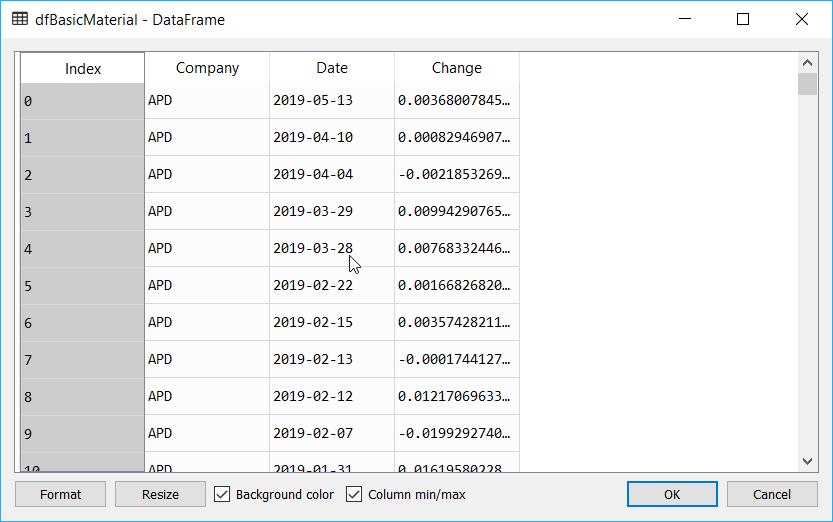 dfBasicMaterial - DataFrame
Index Company Date Change
0 APD 2019-05-13 0.00368007845…
1 APD 2019-04-10 0.00082946907…
2 APD 2019-04-04 -0.0021853269…
3 APD 2019-03-29 0.00994290765…
4 APD 2019-03-28 0.00768332446…
5 APD 2019-02-22 0.00166826820…
6 APD 2019-02-15 0.00357428211…
7 APD 2019-02-13 -0.0001744127…
8 APD 2019-02-12 0.01217069633…
9 APD 2019-02-07 -0.0199292740…
10 APD 2019-01-31 0.01619580228…
Format Resize Background color Column min/max OK Cancel